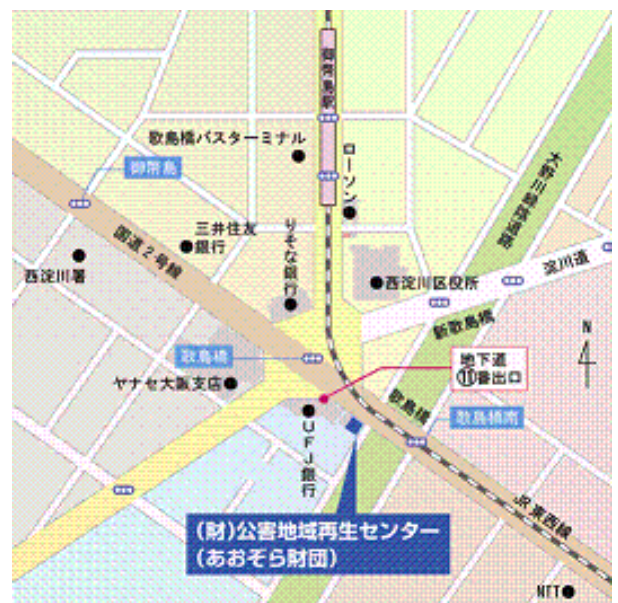 御幣島駅
歌島橋バスターミナル
ローソン
御幣島
大野川緑陰道路
国道2号線
三井住友
銀行
りそな銀行
西淀川署
西淀川区役所
淀川通
新歌島橋
N
歌島橋
ヤナセ大阪支店
地下道
⑪番出口
歌島橋
歌島橋南
UFJ銀行
JR東西線
(財)公害地域再生センター
(あおぞら財団)
NTT